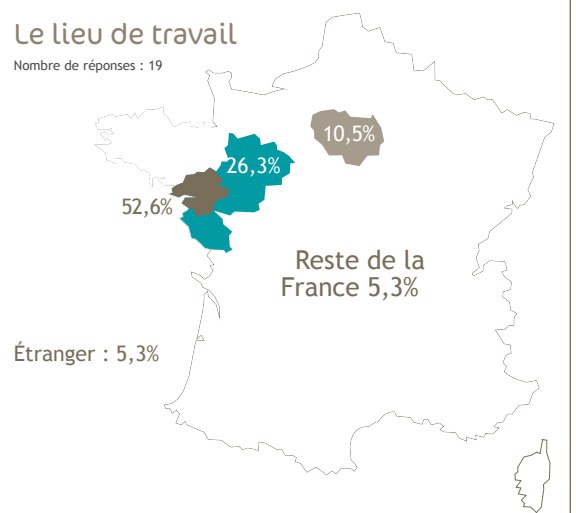 Le lieu de travail
Nombre de réponses : 19
10,5%
26,3%
52,6%
Reste de la
France 5,3%
Étranger : 5,3%